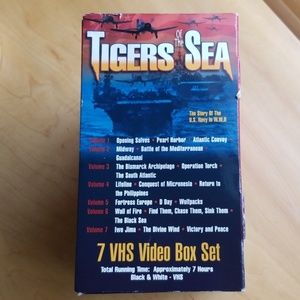 TIGERS OF THE SEA
The Story Of The
U.S. Navy In W.W.II
Volume 1 Opening Salvos • Pearl Harbor • Atlantic Convoy
Volume 2 Midway • Battle of the Mediterranean •
Guadalcanal
Volume 3 The Bismarck Archipelago • Operation Torch •
The South Atlantic
Volume 4 Lifeline • Conquest of Micronesia • Return to
the Philippines
Volume 5 Fortress Europe • D Day • Wolfpacks
Volume 6 Wall of Fire • Find Them, Chase Them, Sink Them •
The Black Sea
Volume 7 Iwo Jima • The Divine Wind • Victory and Peace
7 VHS Video Box Set
Total Running Time: Approximately 7 Hours
Black & White - VHS